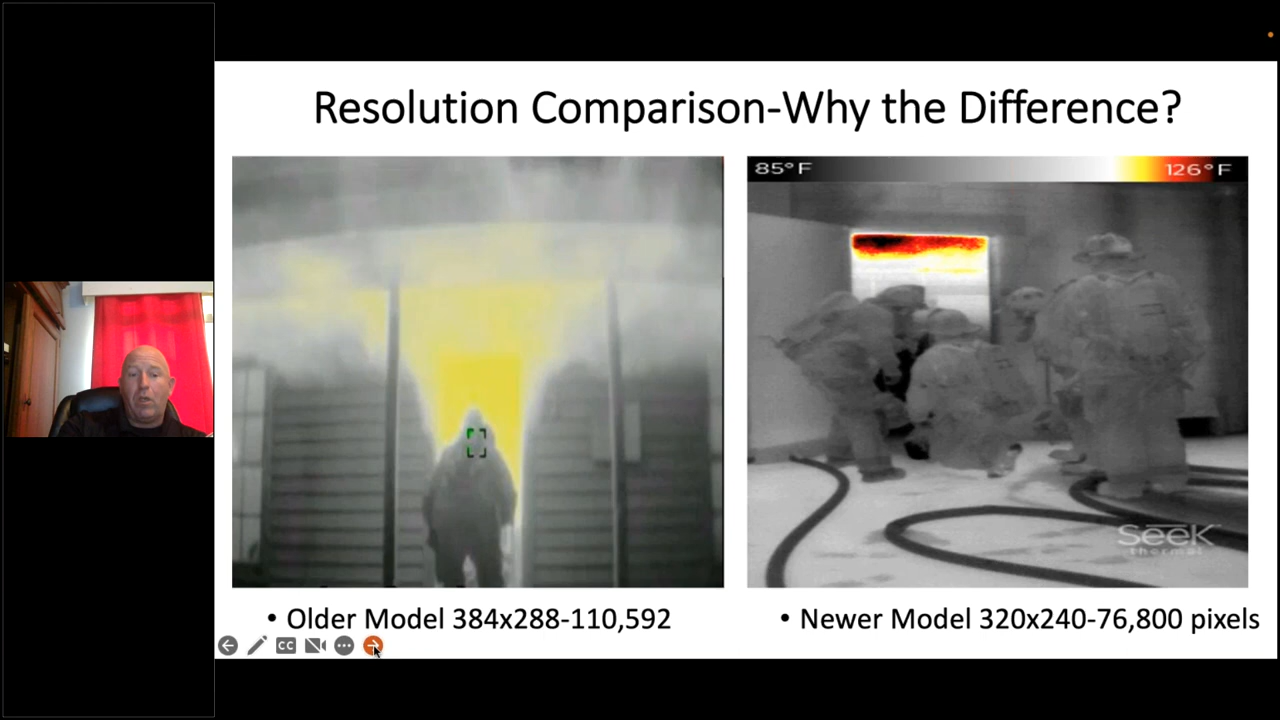 Resolution Comparison-Why the Difference?
85°F
126°F
Seek
thermal
• Older Model 384x288-110,592
• Newer Model 320x240-76,800 pixels
CC